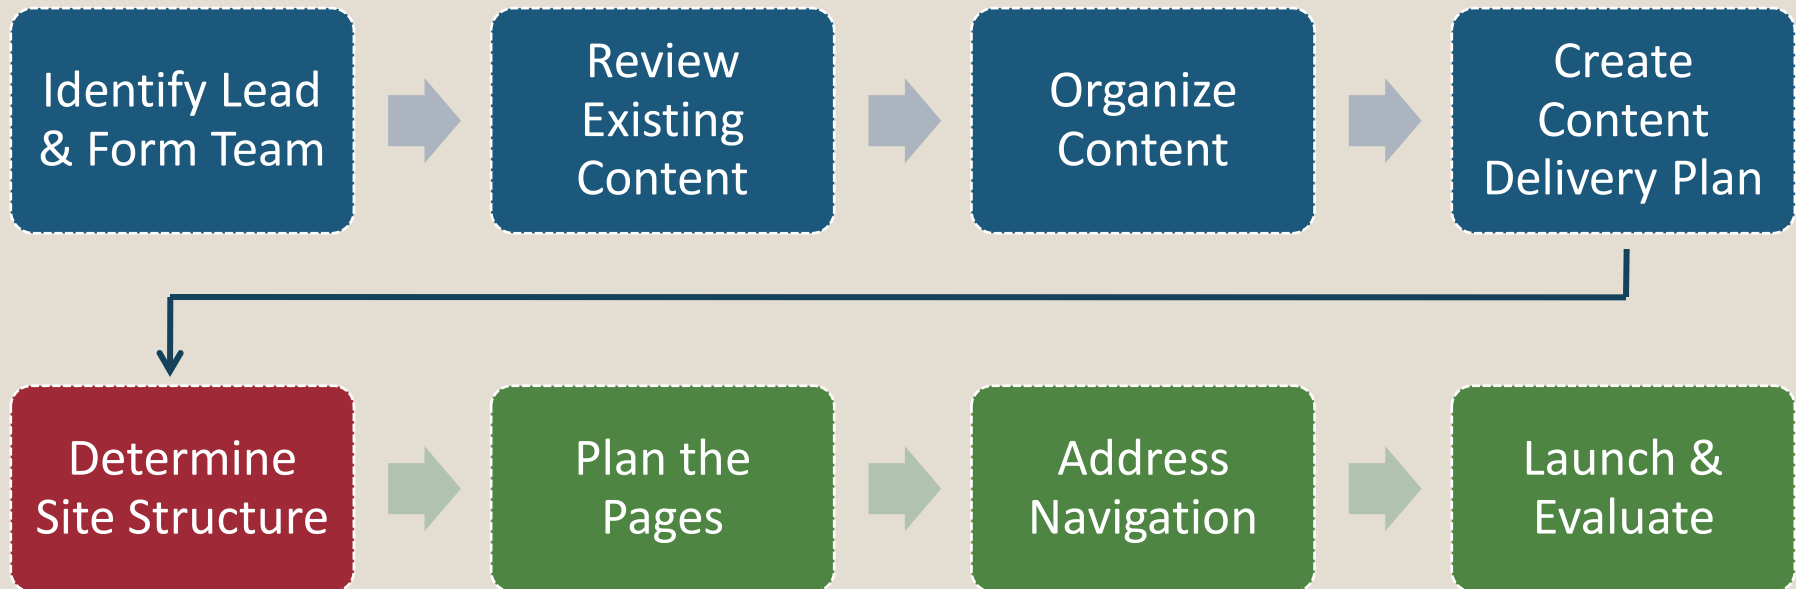 Identify Lead
& Form Team
Review
Existing
Content
Organize
Content
Create
Content
Delivery Plan
Determine
Site Structure
Plan the
Pages
Address
Navigation
Launch &
Evaluate